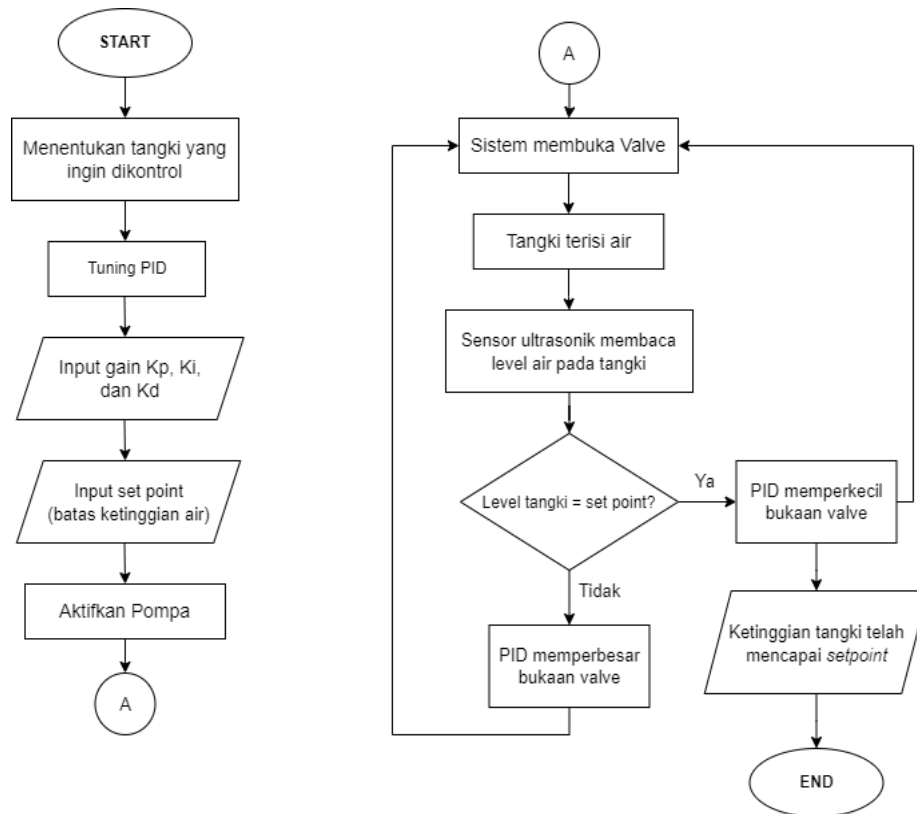 START
Menentukan tangki yang
ingin dikontrol
Tuning PID
Input gain Kp, Ki,
dan Kd
Input set point
(batas ketinggian air)
Aktifkan Pompa
A
A
Sistem membuka Valve
Tangki terisi air
Sensor ultrasonik membaca
level air pada tangki
Level tangki = set point?
Ya
PID memperkecil
bukaan valve
Tidak
PID memperbesar
bukaan valve
Ketinggian tangki telah
mencapai setpoint
END